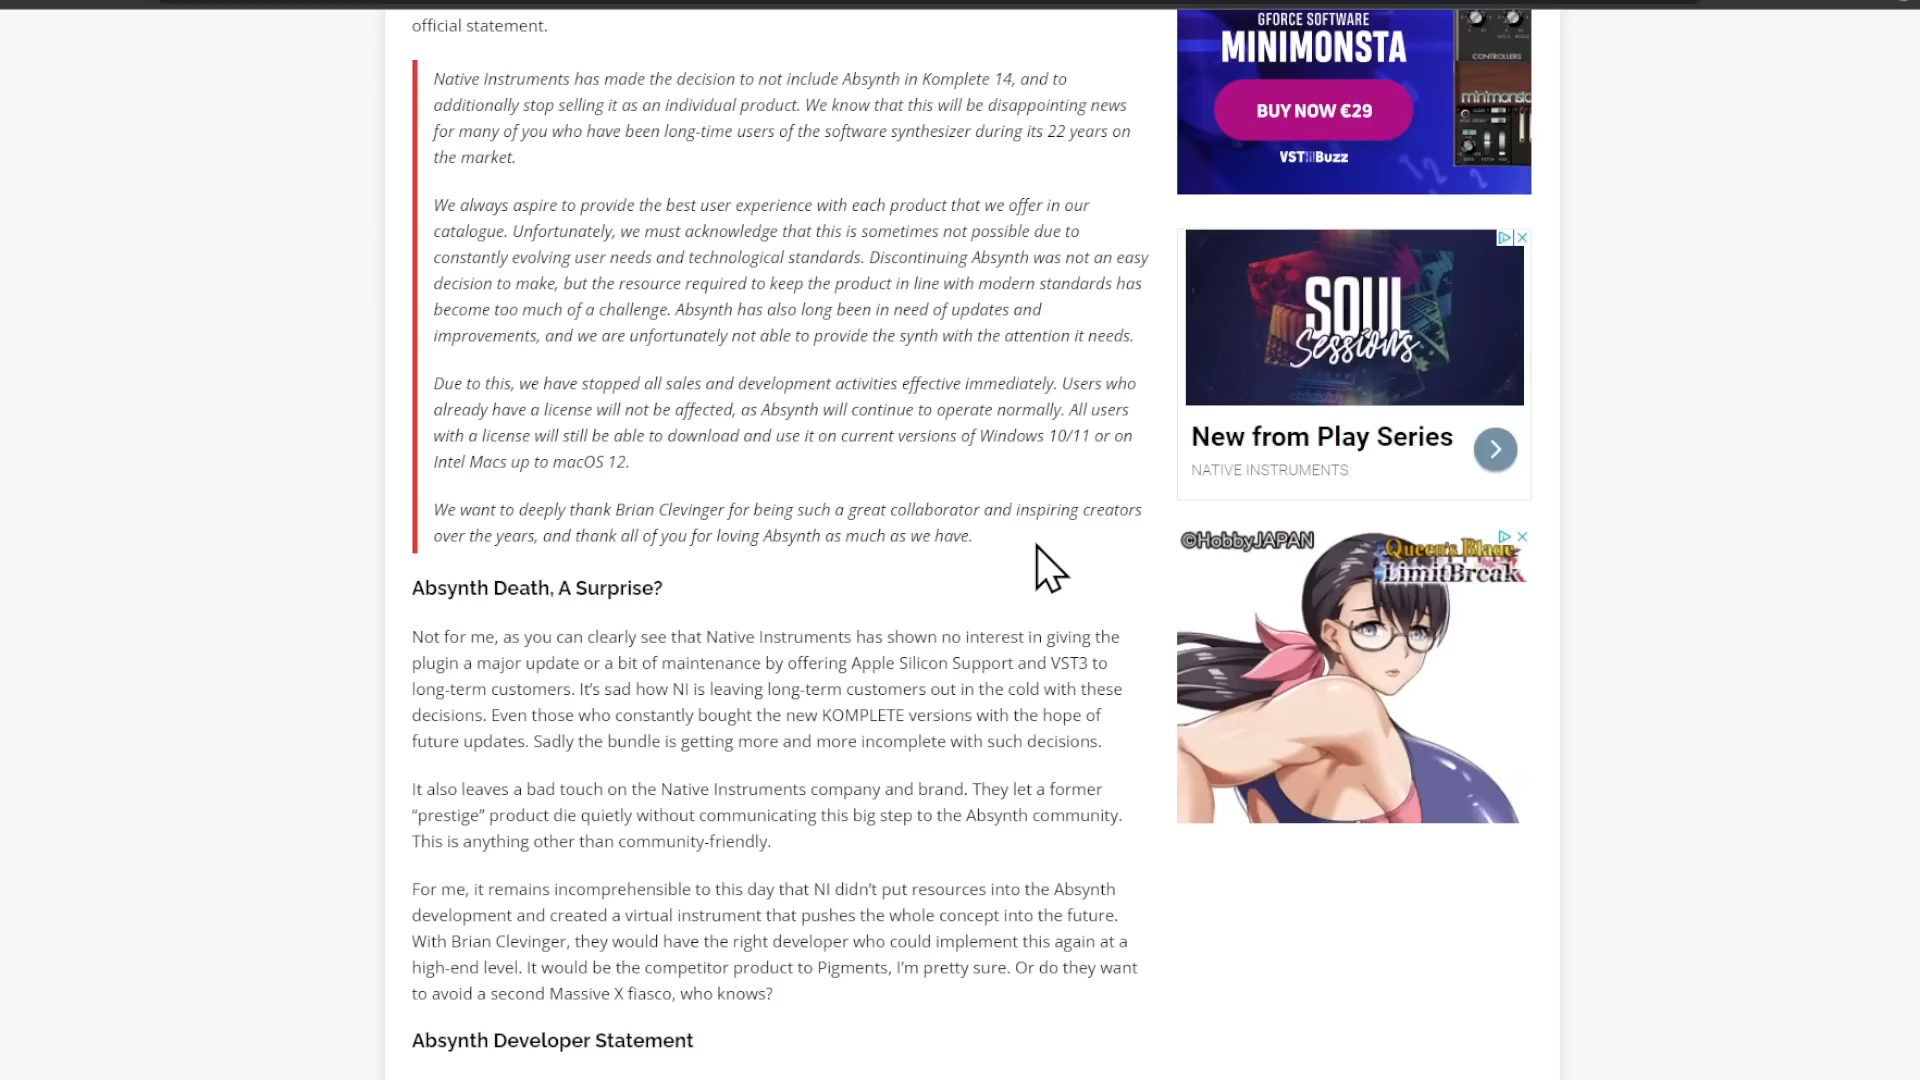 official statement.
Native Instruments has made the decision to not include Absynth in Komplete 14, and to
additionally stop selling it as an individual product. We know that this will be disappointing news
for many of you who have been long-time users of the software synthesizer during its 22 years on
the market.
We always aspire to provide the best user experience with each product that we offer in our
catalogue. Unfortunately, we must acknowledge that this is sometimes not possible due to
constantly evolving user needs and technological standards. Discontinuing Absynth was not an easy
decision to make, but the resource required to keep the product in line with modern standards has
become too much of a challenge. Absynth has also long been in need of updates and
improvements, and we are unfortunately not able to provide the synth with the attention it needs.
Due to this, we have stopped all sales and development activities effective immediately. Users who
already have a license will not be affected, as Absynth will continue to operate normally. All users
with a license will still be able to download and use it on current versions of Windows 10/11 or on
Intel Macs up to macOS 12.
We want to deeply thank Brian Clevinger for being such a great collaborator and inspiring creators
over the years, and thank all of you for loving Absynth as much as we have.
Absynth Death, A Surprise?
Not for me, as you can clearly see that Native Instruments has shown no interest in giving the
plugin a major update or a bit of maintenance by offering Apple Silicon Support and VST3 to
long-term customers. It's sad how NI is leaving long-term customers out in the cold with these
decisions. Even those who constantly bought the new KOMPLETE versions with the hope of
future updates. Sadly the bundle is getting more and more incomplete with such decisions.
It also leaves a bad touch on the Native Instruments company and brand. They let a former
“prestige” product die quietly without communicating this big step to the Absynth community.
This is anything other than community-friendly.
For me, it remains incomprehensible to this day that NI didn't put resources into the Absynth
development and created a virtual instrument that pushes the whole concept into the future.
With Brian Clevinger, they would have the right developer who could implement this again at a
high-end level. It would be the competitor product to Pigments, I'm pretty sure. Or do they want
to avoid a second Massive X fiasco, who knows?
Absynth Developer Statement
GFORCE SOFTWARE
MINIMONSTA
BUY NOW €29
VST Buzz
CONTROLLERS
minimonsta
SOUL
Sessions
New from Play Series
NATIVE INSTRUMENTS
©HobbyJAPAN
Queen's Blade
LimitBreak